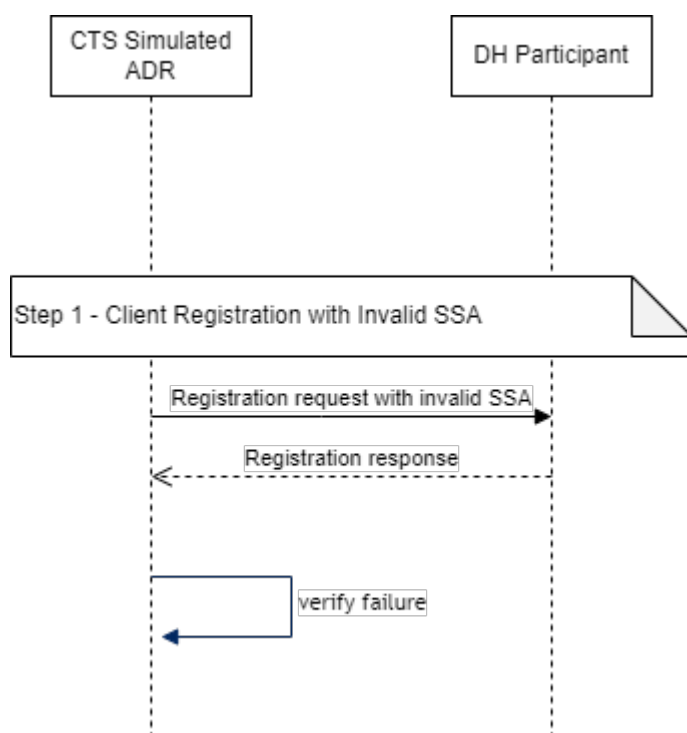 CTS Simulated
ADR
DH Participant
Step 1 - Client Registration with Invalid SSA
Registration request with invalid SSA
Registration response
verify failure